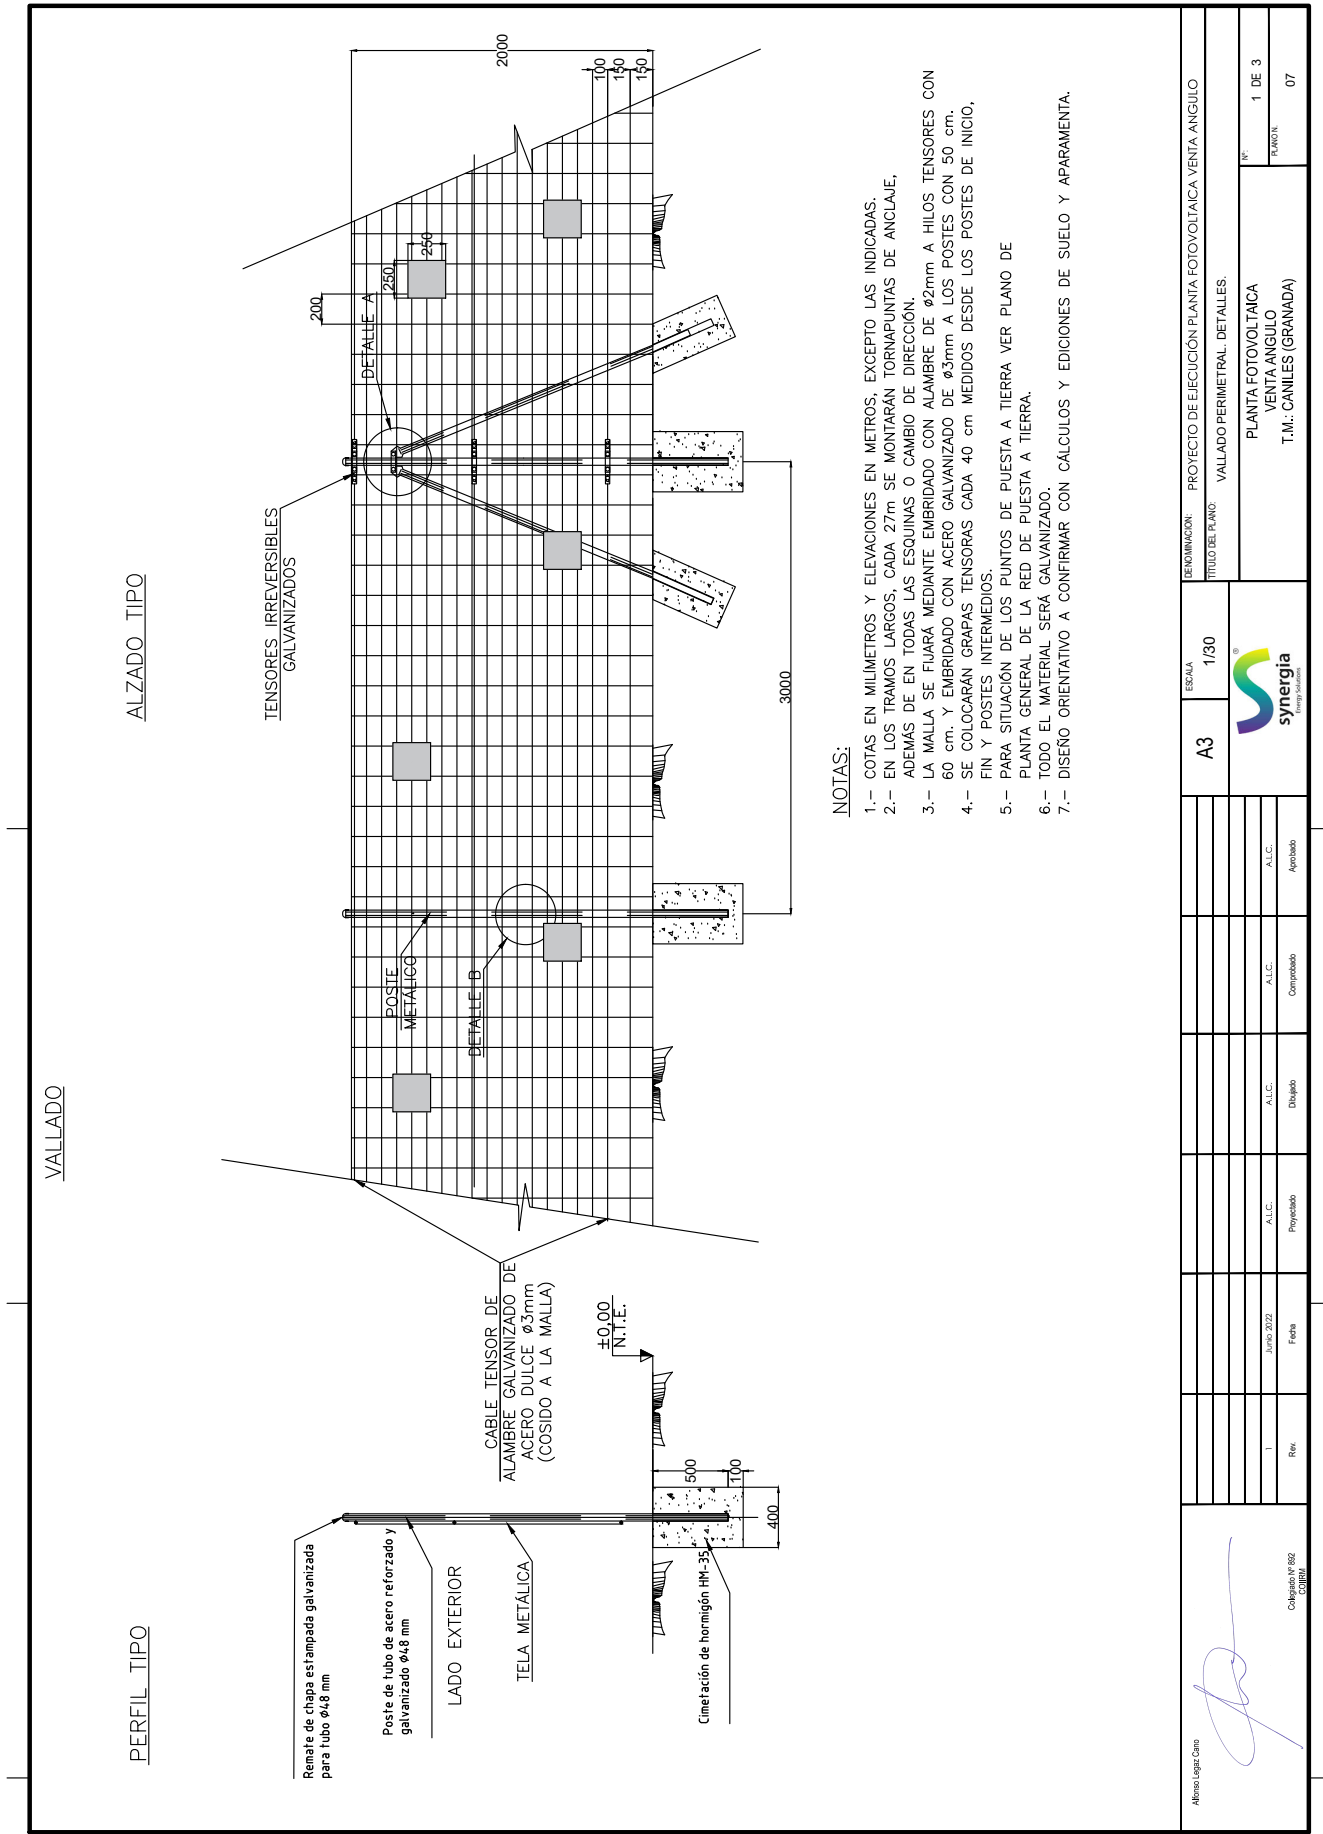 VALLADO
PERFIL TIPO
ALZADO TIPO
Remate de chapa estampada galvanizada
para tubo Ø48 mm
Poste de tubo de acero reforzado y
galvanizado Ø48 mm
LADO EXTERIOR
TELA METÁLICA
Cimetación de hormigón HM-35
500
100
400
±0,00
N.T.E.
CABLE TENSOR DE
ALAMBRE GALVANIZADO DE
ACERO DULCE ø3mm
(COSIDO A LA MALLA)
POSTE
METÁLICO
DETALLE B
TENSORES IRREVERSIBLES
GALVANIZADOS
DETALLE A
200
250
250
2000
100
150
150
3000
NOTAS:
1.- COTAS EN MILÍMETROS Y ELEVACIONES EN METROS, EXCEPTO LAS INDICADAS.
2.- EN LOS TRAMOS LARGOS, CADA 27m SE MONTARÁN TORNAPUNTAS DE ANCLAJE,
ADEMÁS DE EN TODAS LAS ESQUINAS O CAMBIO DE DIRECCIÓN.
3.- LA MALLA SE FIJARÁ MEDIANTE EMBRIDADO CON ALAMBRE DE ø2mm A HILOS TENSORES CON
60 cm. Y EMBRIDADO CON ACERO GALVANIZADO DE ø3mm A LOS POSTES CON 50 cm.
4.- SE COLOCARÁN GRAPAS TENSORAS CADA 40 cm MEDIDOS DESDE LOS POSTES DE INICIO,
FIN Y POSTES INTERMEDIOS.
5.- PARA SITUACIÓN DE LOS PUNTOS DE PUESTA A TIERRA VER PLANO DE
PLANTA GENERAL DE LA RED DE PUESTA A TIERRA.
6.- TODO EL MATERIAL SERÁ GALVANIZADO.
7.- DISEÑO ORIENTATIVO A CONFIRMAR CON CÁLCULOS Y EDICIONES DE SUELO Y APARAMENTA.
Alfonso Legaz Cano
Colegiado Nº 892
COIIRM
1
Junio 2022
A.L.C.
A.L.C.
A.L.C.
A.L.C.
Rev.
Fecha
Proyectado
Dibujado
Comprobado
Aprobado
A3
ESCALA
1/30
synergia
Energy Solutions
®
DENOMINACIÓN:
PROYECTO DE EJECUCIÓN PLANTA FOTOVOLTAICA VENTA ANGULO
TÍTULO DEL PLANO:
VALLADO PERIMETRAL. DETALLES.
PLANTA FOTOVOLTAICA
VENTA ANGULO
T.M.: CANILES (GRANADA)
Nº:
1 DE 3
PLANO N.
07